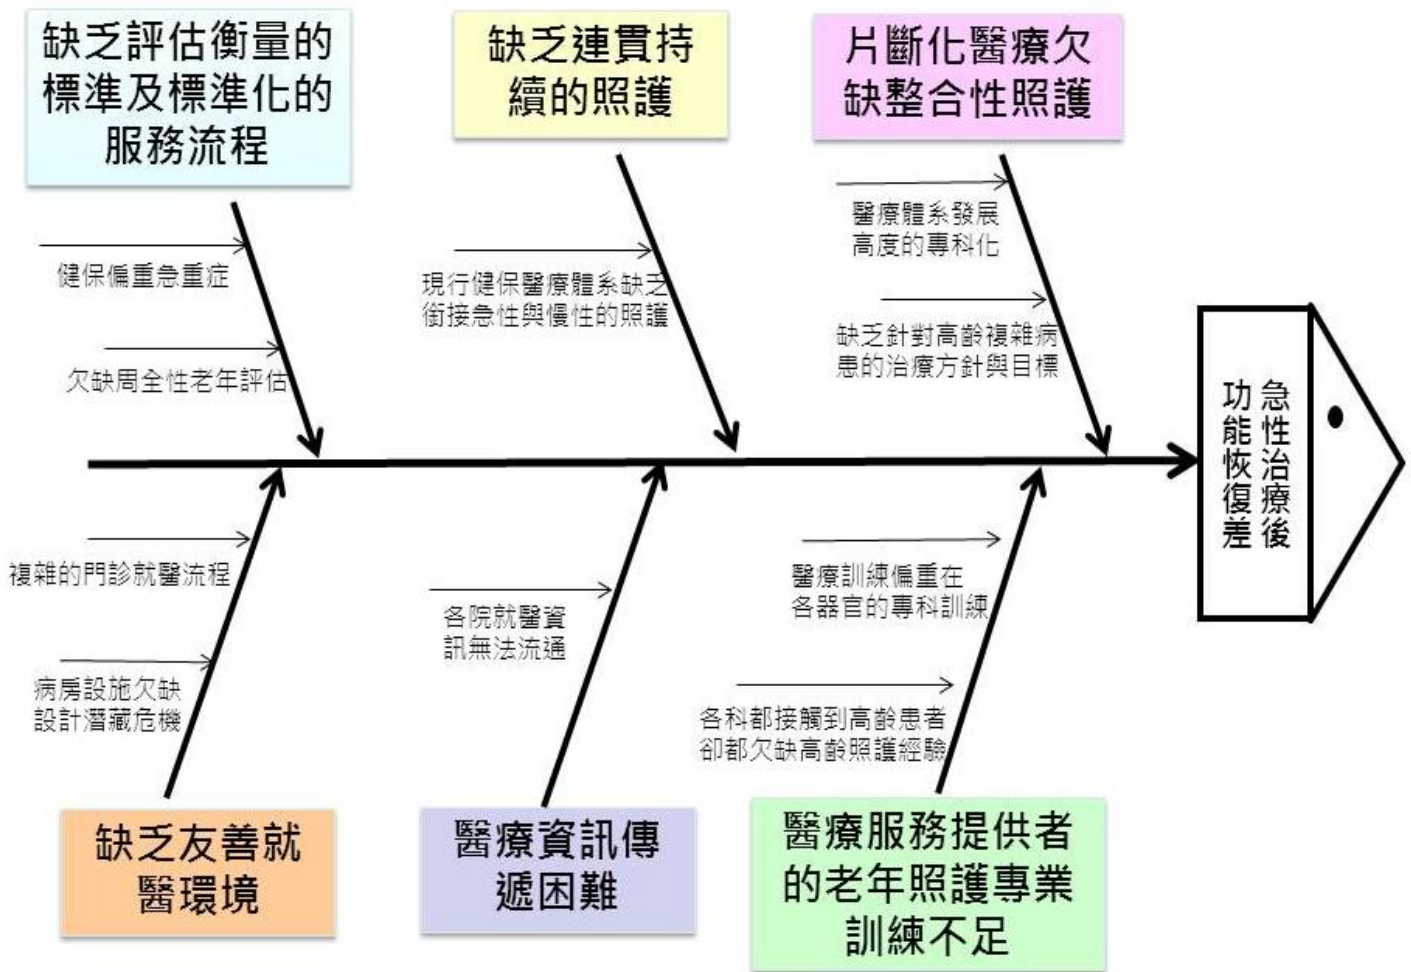 缺乏評估衡量的
標準及標準化的
服務流程
健保偏重急重症
欠缺周全性老年評估
缺乏連貫持
續的照護
現行健保醫療體系缺乏
銜接急性與慢性的照護
片斷化醫療欠
缺整合性照護
醫療體系發展
高度的專科化
缺乏針對高齡複雜病
患的治療方針與目標
急性治療後
功能恢復差
複雜的門診就醫流程
病房設施欠缺
設計潛藏危機
缺乏友善就
醫環境
各院就醫資
訊無法流通
醫療資訊傳
遞困難
醫療訓練偏重在
各器官的專科訓練
各科都接觸到高齡患者
卻都欠缺高齡照護經驗
醫療服務提供者
的老年照護專業
訓練不足